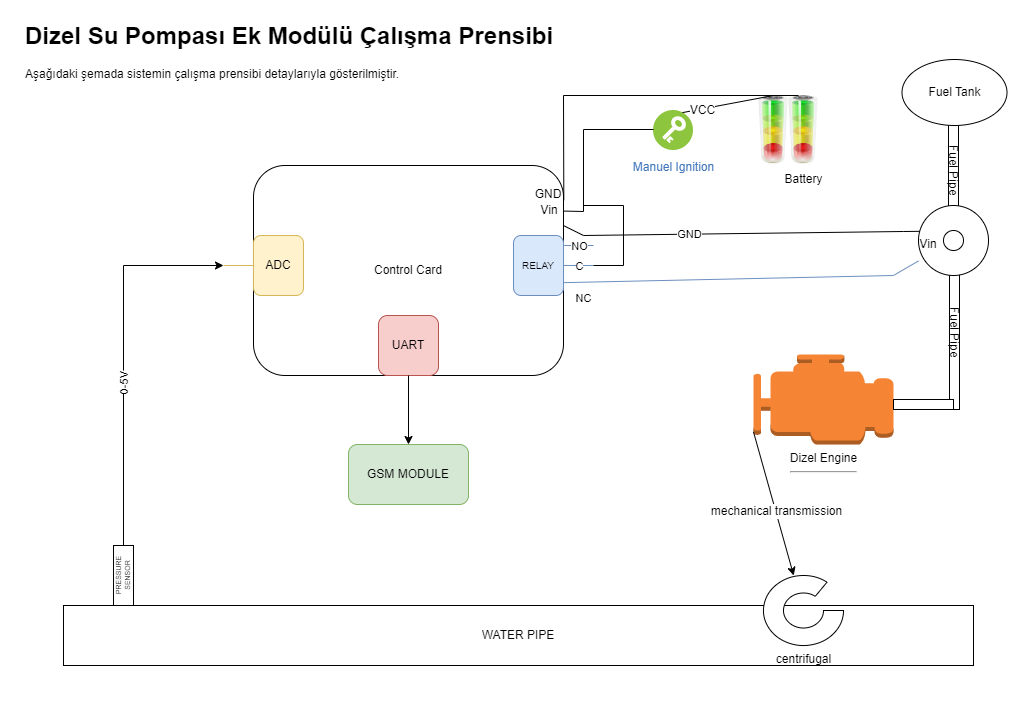 Dizel Su Pompası Ek Modülü Çalışma Prensibi
Aşağıdaki şemada sistemin çalışma prensibi detaylarıyla gösterilmiştir.
Fuel Tank
VCC
Manuel Ignition
Battery
Fuel Pipe
GND
Vin
GND
Vin
NO
ADC
Control Card
RELAY
C
NC
Fuel Pipe
UART
0-5V
Dizel Engine
GSM MODULE
mechanical transmission
PRESSURE
SENSOR
WATER PIPE
centrifugal